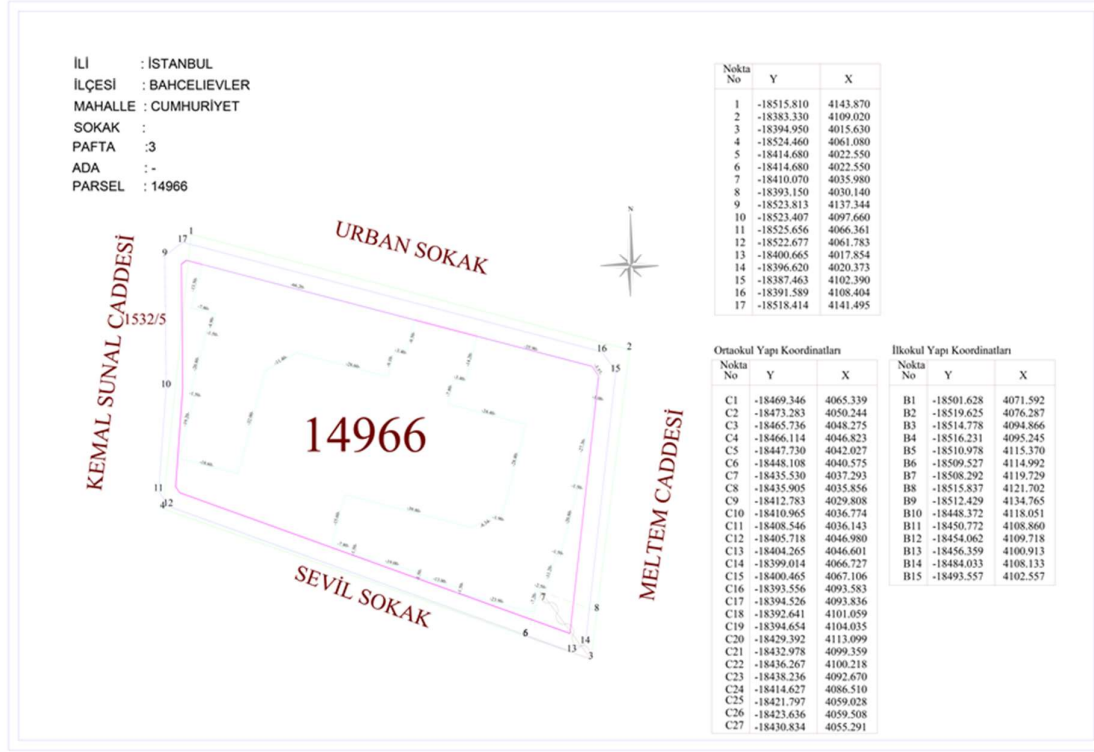 İLİ : İSTANBUL
İLÇESİ : BAHCELIEVLER
MAHALLE : CUMHURİYET
SOKAK :
PAFTA :3
ADA : -
PARSEL : 14966
Nokta No Y X
1 -18515.810 4143.870
2 -18383.330 4109.020
3 -18394.950 4015.630
4 -18524.460 4061.080
5 -18414.680 4022.550
6 -18414.680 4022.550
7 -18410.070 4035.980
8 -18393.150 4030.140
9 -18523.813 4137.344
10 -18523.407 4097.660
11 -18525.656 4066.361
12 -18522.677 4061.783
13 -18400.665 4017.854
14 -18396.620 4020.373
15 -18387.463 4102.390
16 -18391.589 4108.404
17 -18518.414 4141.495
N
1
17
9
URBAN SOKAK
KEMAL SUNAL CADDESİ
1532/5
16 2
15
10
14966
MELTEM CADDESİ
11
4 12
SEVİL SOKAK
7
8
6
14
13 3
Ortaokul Yapı Koordinatları
Nokta No Y X
C1 -18469.346 4065.339
C2 -18473.283 4050.244
C3 -18465.736 4048.275
C4 -18466.114 4046.823
C5 -18447.730 4042.027
C6 -18448.108 4040.575
C7 -18435.530 4037.293
C8 -18435.905 4035.856
C9 -18412.783 4029.808
C10 -18410.965 4036.774
C11 -18408.546 4036.143
C12 -18405.718 4046.980
C13 -18404.265 4046.601
C14 -18399.014 4066.727
C15 -18400.465 4067.106
C16 -18393.556 4093.583
C17 -18394.526 4093.836
C18 -18392.641 4101.059
C19 -18394.654 4104.035
C20 -18429.392 4113.099
C21 -18432.978 4099.359
C22 -18436.267 4100.218
C23 -18438.236 4092.670
C24 -18414.627 4086.510
C25 -18421.797 4059.028
C26 -18423.636 4059.508
C27 -18430.834 4055.291
İlkokul Yapı Koordinatları
Nokta No Y X
B1 -18501.628 4071.592
B2 -18519.625 4076.287
B3 -18514.778 4094.866
B4 -18516.231 4095.245
B5 -18510.978 4115.370
B6 -18509.527 4114.992
B7 -18508.292 4119.729
B8 -18515.837 4121.702
B9 -18512.429 4134.765
B10 -18448.372 4118.051
B11 -18450.772 4108.860
B12 -18454.062 4109.718
B13 -18456.359 4100.913
B14 -18484.033 4108.133
B15 -18493.557 4102.557